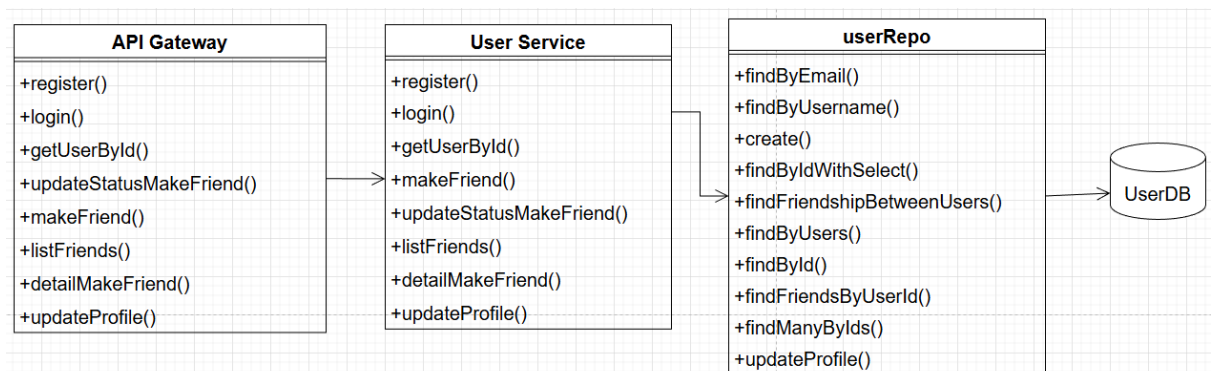 API Gateway
+register()
+login()
+getUserById()
+updateStatusMakeFriend()
+makeFriend()
+listFriends()
+detailMakeFriend()
+updateProfile()
User Service
+register()
+login()
+getUserById()
+makeFriend()
+updateStatusMakeFriend()
+listFriends()
+detailMakeFriend()
+updateProfile()
userRepo
+findByEmail()
+findByUsername()
+create()
+findByIdWithSelect()
+findFriendshipBetweenUsers()
+findByUsers()
+findById()
+findFriendsByUserId()
+findManyByIds()
+updateProfile()
UserDB